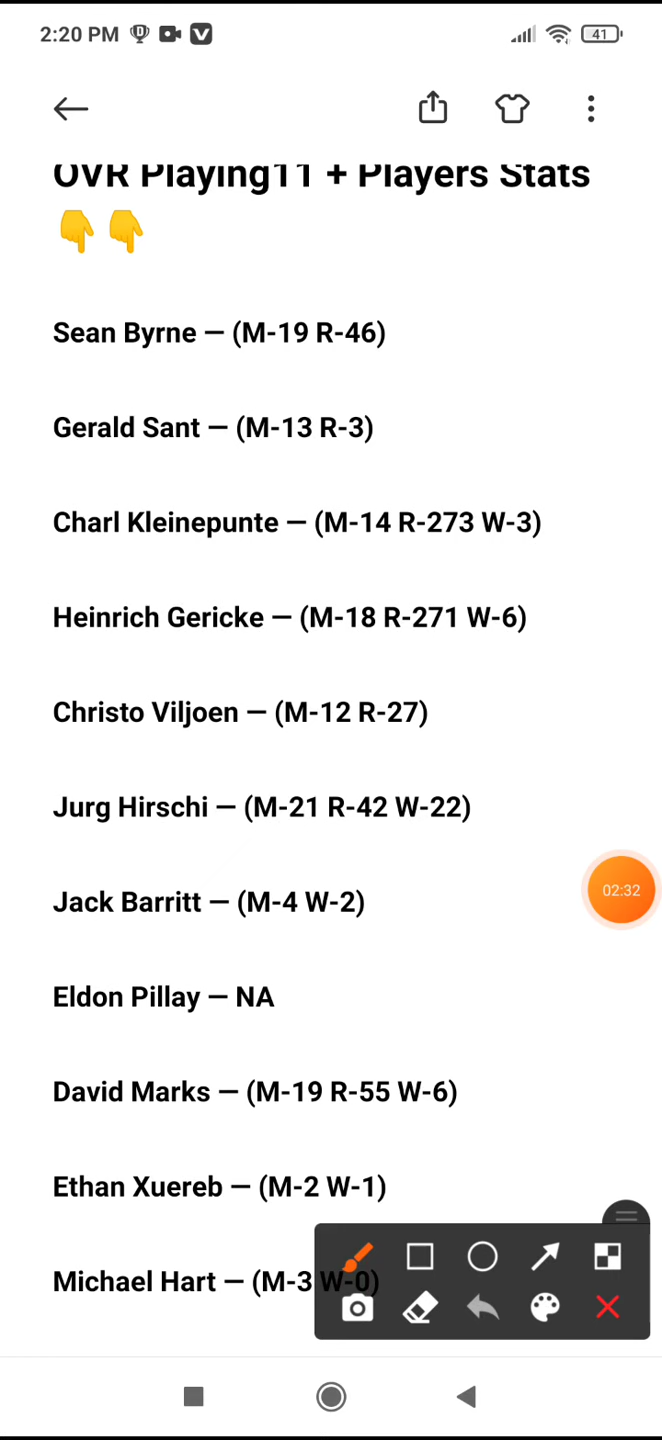 2:20 PM
41
OVR Playing11 + Players Stats
👇👇
Sean Byrne – (M-19 R-46)
Gerald Sant – (M-13 R-3)
Charl Kleinepunte – (M-14 R-273 W-3)
Heinrich Gericke – (M-18 R-271 W-6)
Christo Viljoen – (M-12 R-27)
Jurg Hirschi – (M-21 R-42 W-22)
02:32
Jack Barritt – (M-4 W-2)
Eldon Pillay – NA
David Marks – (M-19 R-55 W-6)
Ethan Xuereb – (M-2 W-1)
Michael Hart – (M-3 W-0)